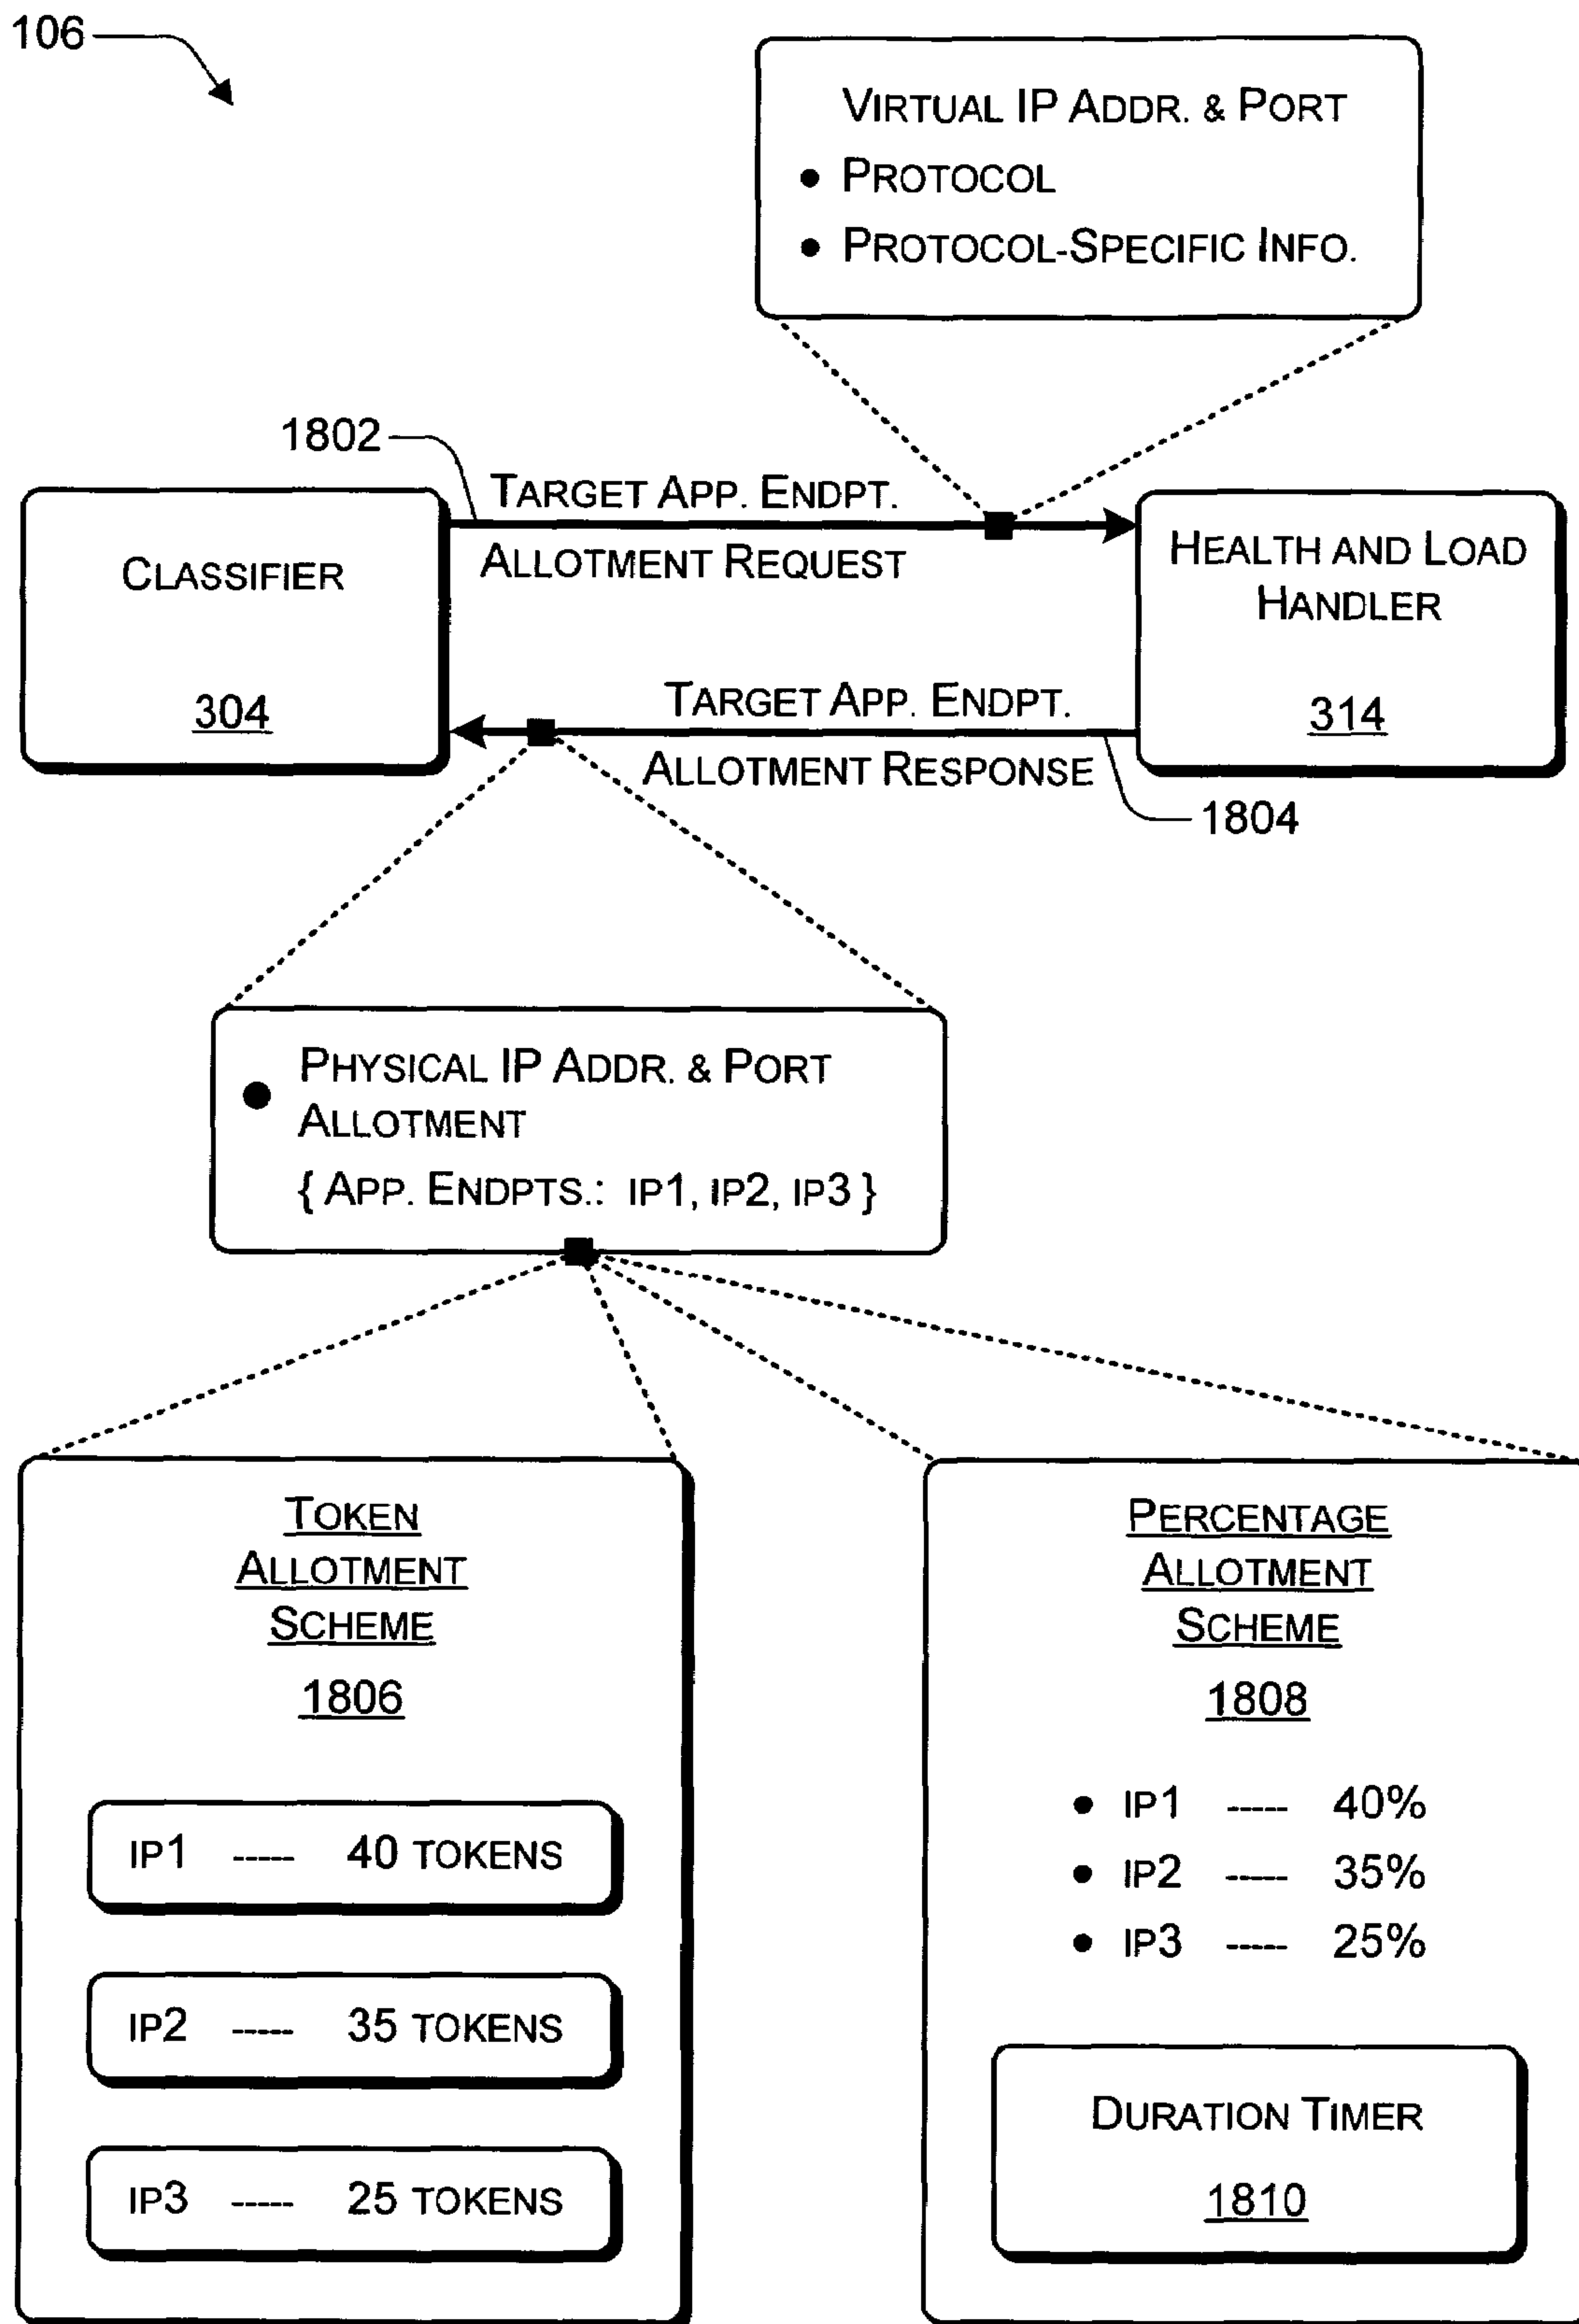 106
VIRTUAL IP ADDR. & PORT
• PROTOCOL
• PROTOCOL-SPECIFIC INFO.
1802
TARGET APP. ENDPT.
ALLOTMENT REQUEST
CLASSIFIER
304
HEALTH AND LOAD
HANDLER
314
TARGET APP. ENDPT.
ALLOTMENT RESPONSE
1804
• PHYSICAL IP ADDR. & PORT
ALLOTMENT
{ APP. ENDPTS.: IP1, IP2, IP3 }
TOKEN
ALLOTMENT
SCHEME
1806
IP1 ----- 40 TOKENS
IP2 ----- 35 TOKENS
IP3 ----- 25 TOKENS
PERCENTAGE
ALLOTMENT
SCHEME
1808
• IP1 ----- 40%
• IP2 ----- 35%
• IP3 ----- 25%
DURATION TIMER
1810